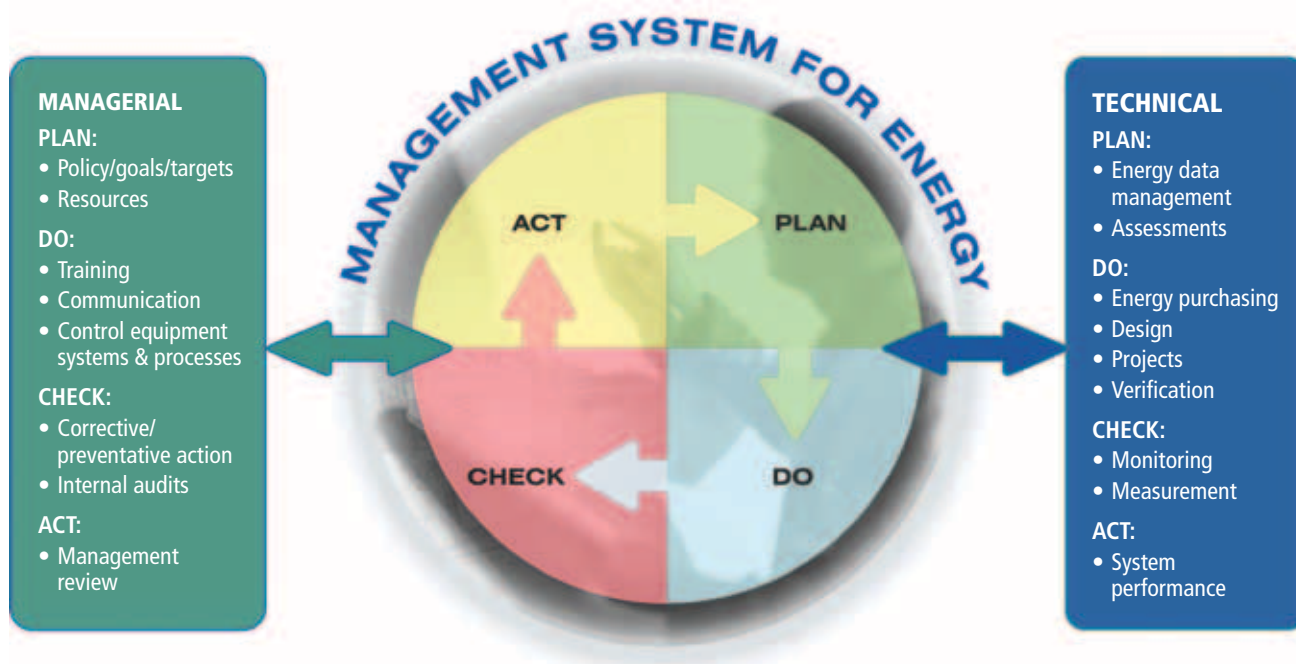 MANAGEMENT SYSTEM FOR ENERGY
MANAGERIAL
PLAN:
• Policy/goals/targets
• Resources
DO:
• Training
• Communication
• Control equipment
systems & processes
CHECK:
• Corrective/
preventative action
• Internal audits
ACT:
• Management
review
ACT
PLAN
CHECK
DO
TECHNICAL
PLAN:
• Energy data
management
• Assessments
DO:
• Energy purchasing
• Design
• Projects
• Verification
CHECK:
• Monitoring
• Measurement
ACT:
• System
performance